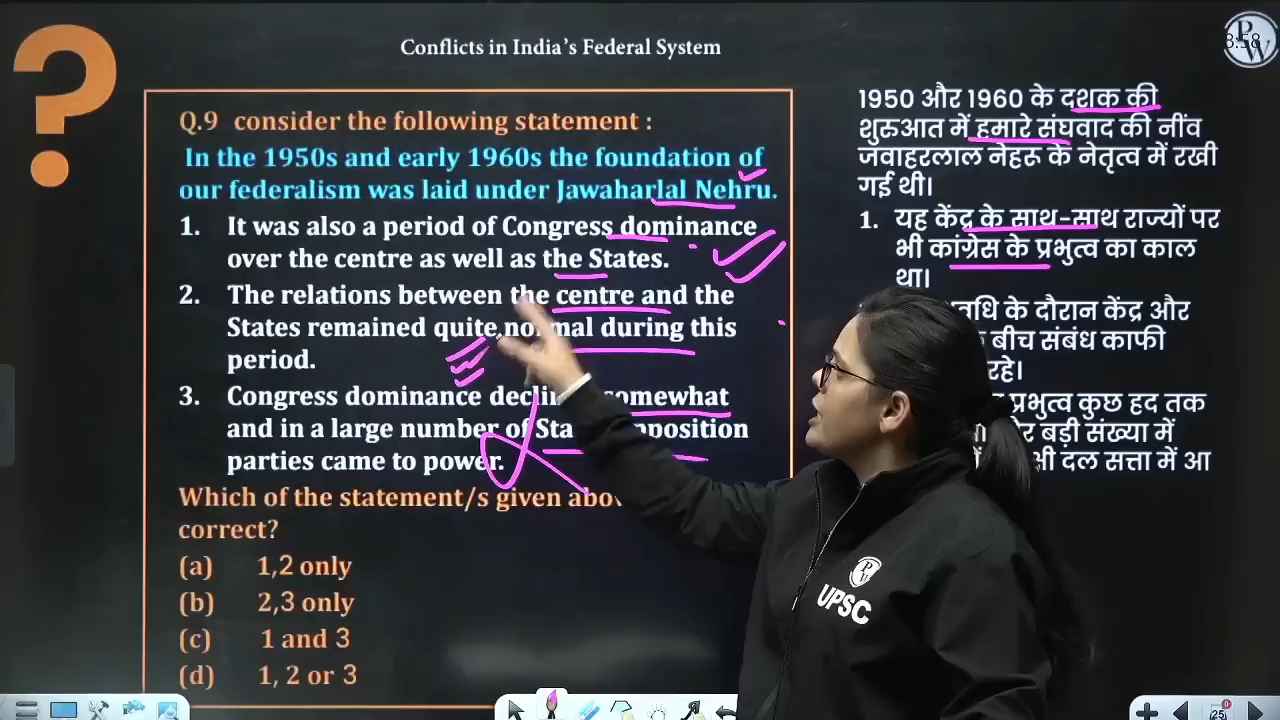 Conflicts in India's Federal System
Q.9 consider the following statement :
In the 1950s and early 1960s the foundation of
our federalism was laid under Jawaharlal Nehru.
1. It was also a period of Congress dominance
over the centre as well as the States.
2. The relations between the centre and the
States remained quite normal during this
period.
3. Congress dominance somewhat
and in a large number of
parties came to power.
Which of the statement/s given
correct?
(a) 1,2 only
(b) 2,3 only
(c) 1 and 3
(d) 1, 2 or 3
1950 और 1960 के दशक की
शुरुआत में हमारे संघवाद की नींव
जवाहरलाल नेहरू के नेतृत्व में रखी
गई थी।
1. यह केंद्र के साथ-साथ राज्यों पर
भी कांग्रेस के प्रभुत्व का काल
था।
के दौरान केंद्र और
बीच संबंध काफी
रहे।
प्रभुत्व कुछ हद तक
बड़ी संख्या में
दल सत्ता में आ
PW
UPSC
25